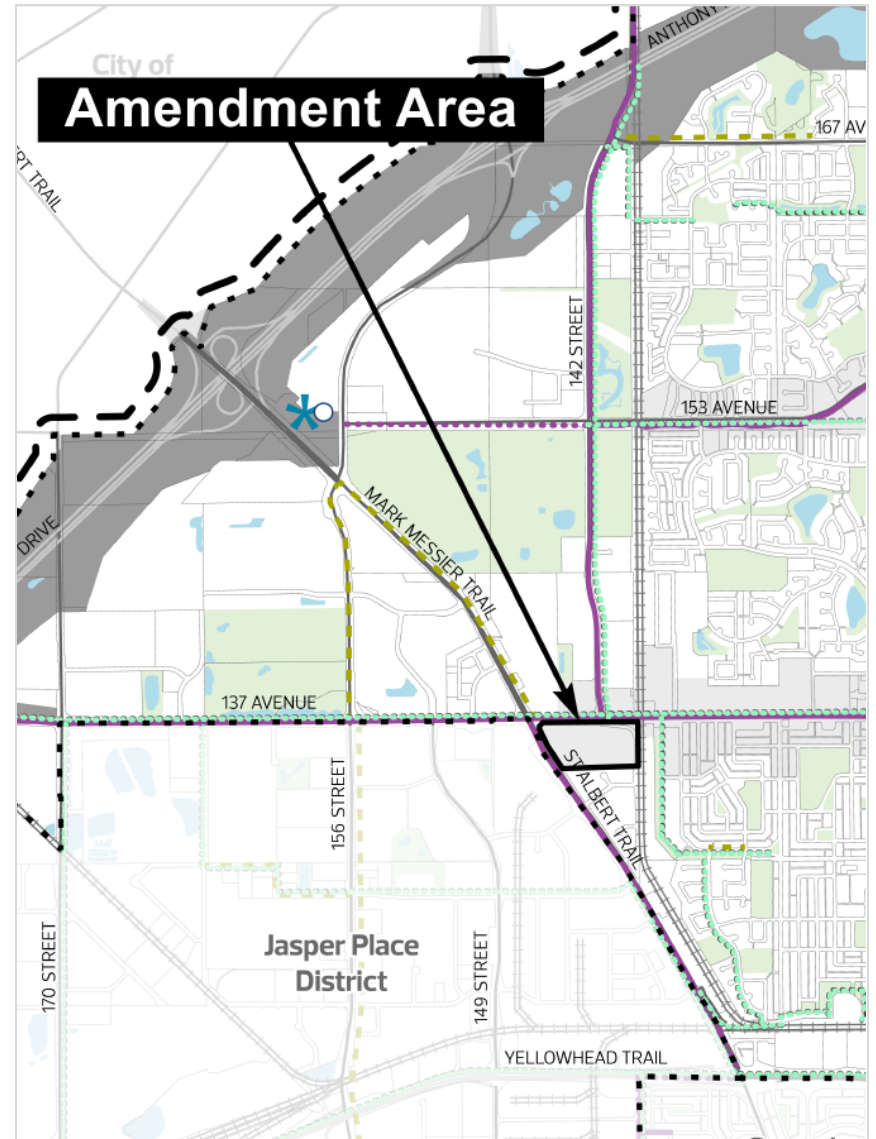 City of
ANTHONY
Amendment Area
167 AV
RT TRAIL
142 STREET
153 AVENUE
MARK MESSIER TRAIL
DRIVE
137 AVENUE
ST ALBERT TRAIL
156 STREET
Jasper Place
District
170 STREET
149 STREET
YELLOWHEAD TRAIL